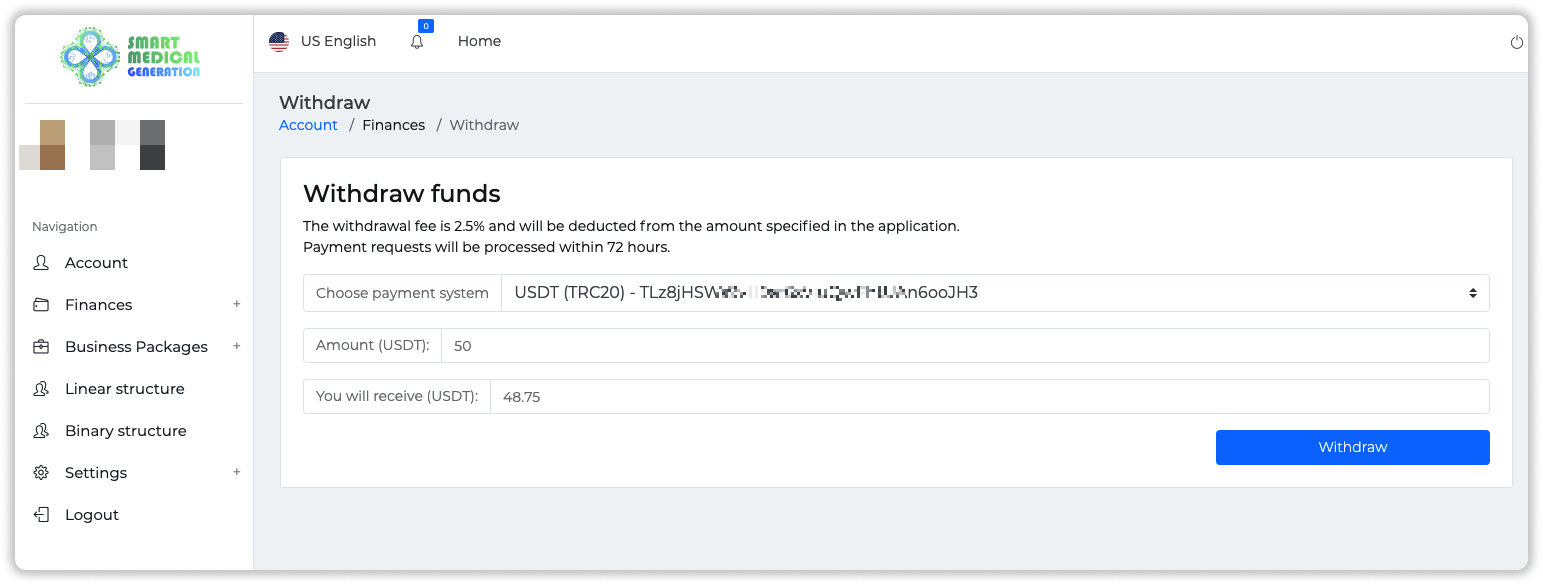 SMART
MEDICAL
GENERATION
US English
0
Home
Navigation
Account
Finances +
Business Packages +
Linear structure
Binary structure
Settings +
Logout
Withdraw
Account / Finances / Withdraw
Withdraw funds
The withdrawal fee is 2.5% and will be deducted from the amount specified in the application.
Payment requests will be processed within 72 hours.
Choose payment system USDT (TRC20) - TLz8jHSW An6ooJH3
Amount (USDT): 50
You will receive (USDT): 48.75
Withdraw